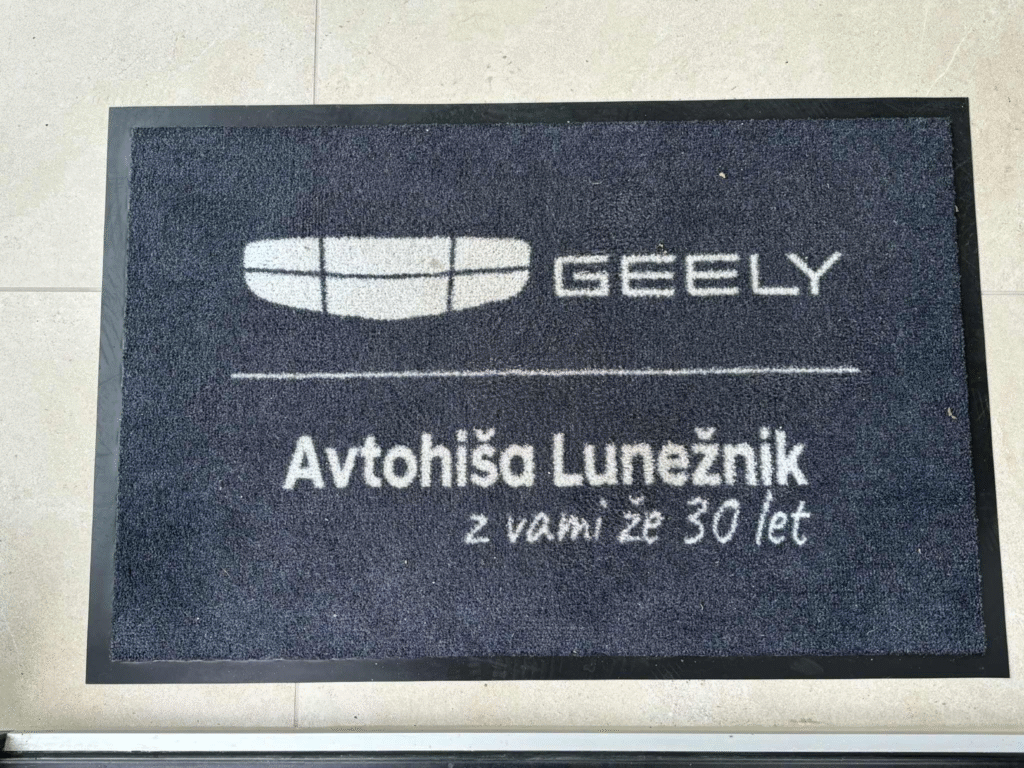 GEELY
Avtohiša Lunežnik
z vami že 30 let